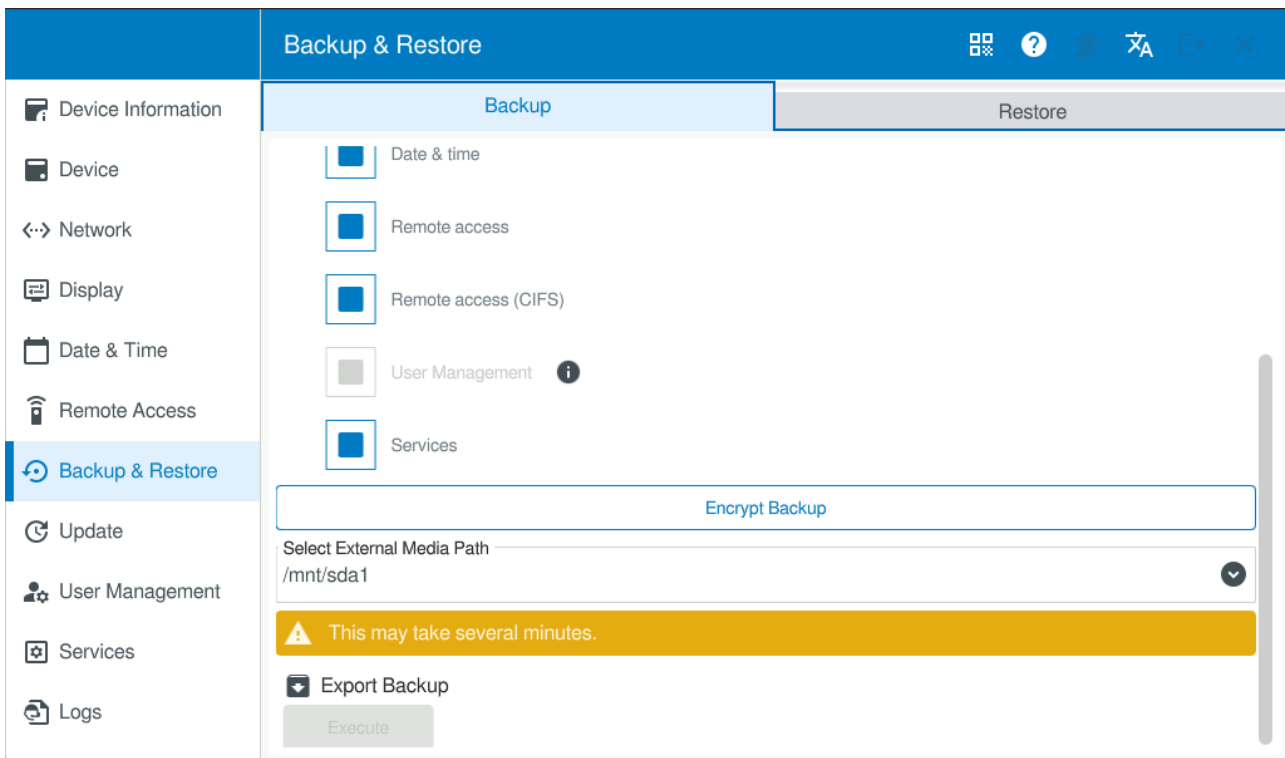 Backup & Restore
Device Information
Device
Network
Display
Date & Time
Remote Access
Backup & Restore
Update
User Management
Services
Logs
Backup
Restore
Date & time
Remote access
Remote access (CIFS)
User Management
Services
Encrypt Backup
Select External Media Path
/mnt/sda1
This may take several minutes.
Export Backup
Execute